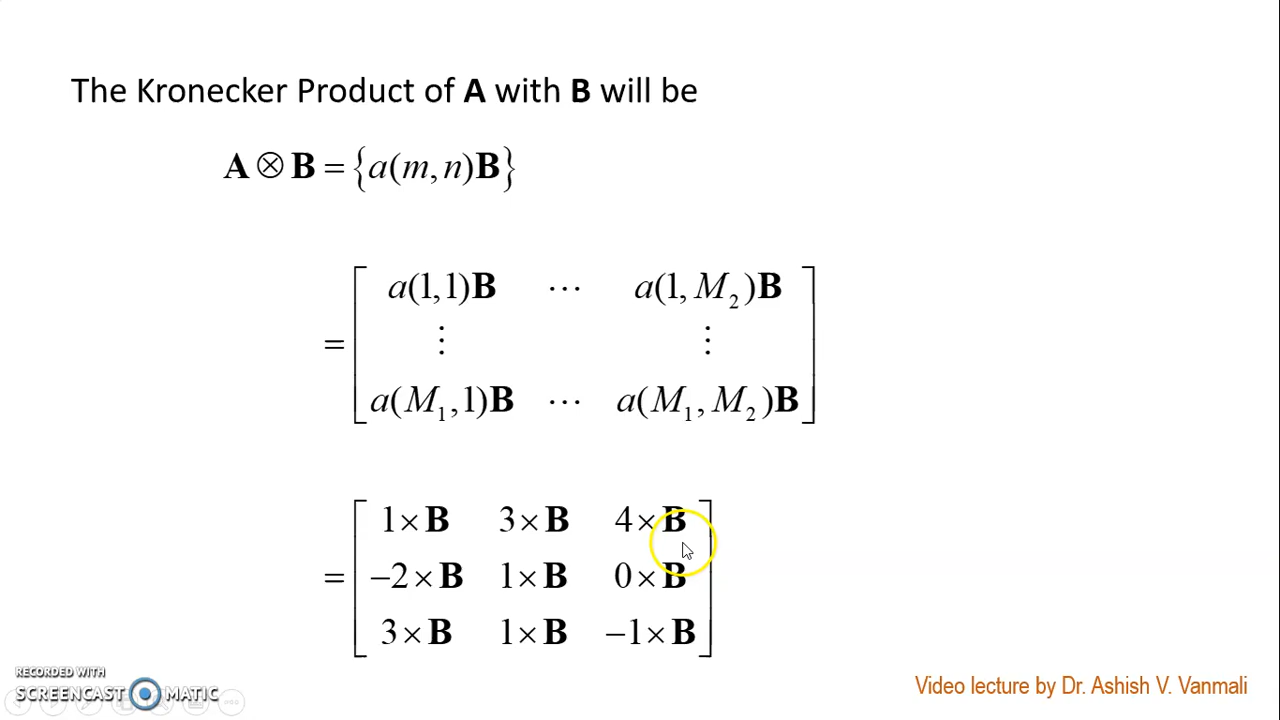 The Kronecker Product of A with B will be
A ⊗ B = {a(m, n)B}
= [ a(1,1)B ⋯ a(1, M₂)B
⋮ ⋮
a(M₁,1)B ⋯ a(M₁, M₂)B ]
= [ 1×B 3×B 4×B
−2×B 1×B 0×B
3×B 1×B −1×B ]
RECORDED WITH
SCREENCAST MATIC
Video lecture by Dr. Ashish V. Vanmali